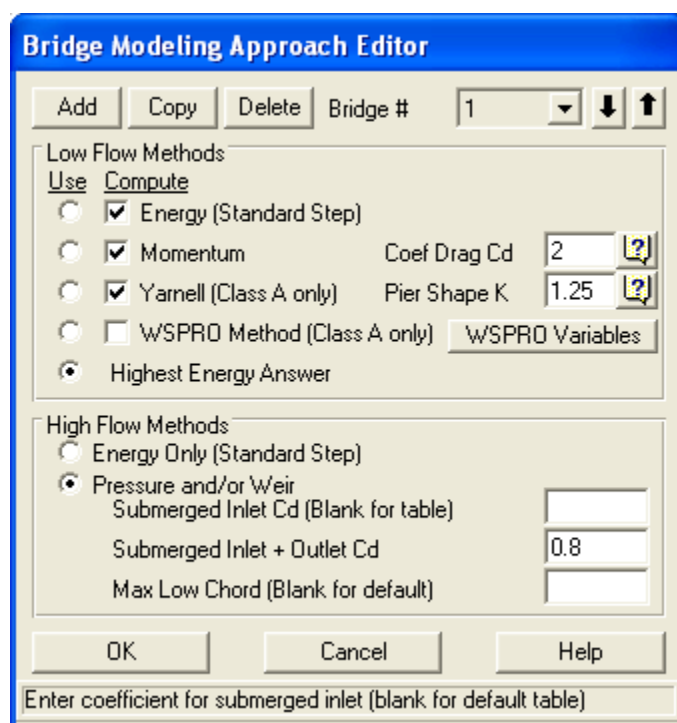 Bridge Modeling Approach Editor
Add Copy Delete Bridge # 1
Low Flow Methods
Use Compute
Energy (Standard Step)
Momentum Coef Drag Cd 2 ?
Yarnell (Class A only) Pier Shape K 1.25 ?
WSPRO Method (Class A only) WSPRO Variables
Highest Energy Answer
High Flow Methods
Energy Only (Standard Step)
Pressure and/or Weir
Submerged Inlet Cd (Blank for table)
Submerged Inlet + Outlet Cd 0.8
Max Low Chord (Blank for default)
OK Cancel Help
Enter coefficient for submerged inlet (blank for default table)